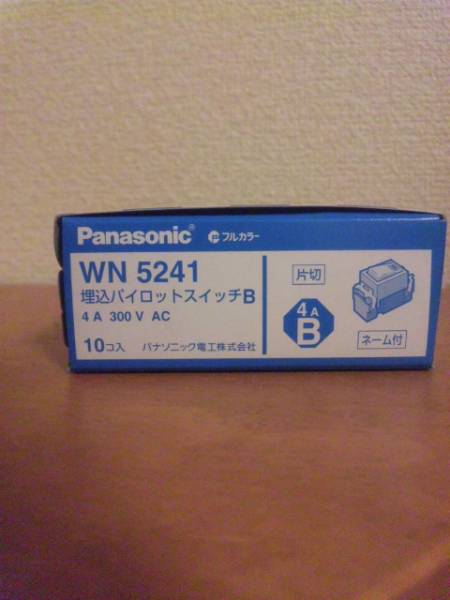 Panasonic® フルカラー
WN 5241
埋込パイロットスイッチB
4A 300V AC
10コ入 パナソニック電工株式会社
片切
4A
B
ネーム付